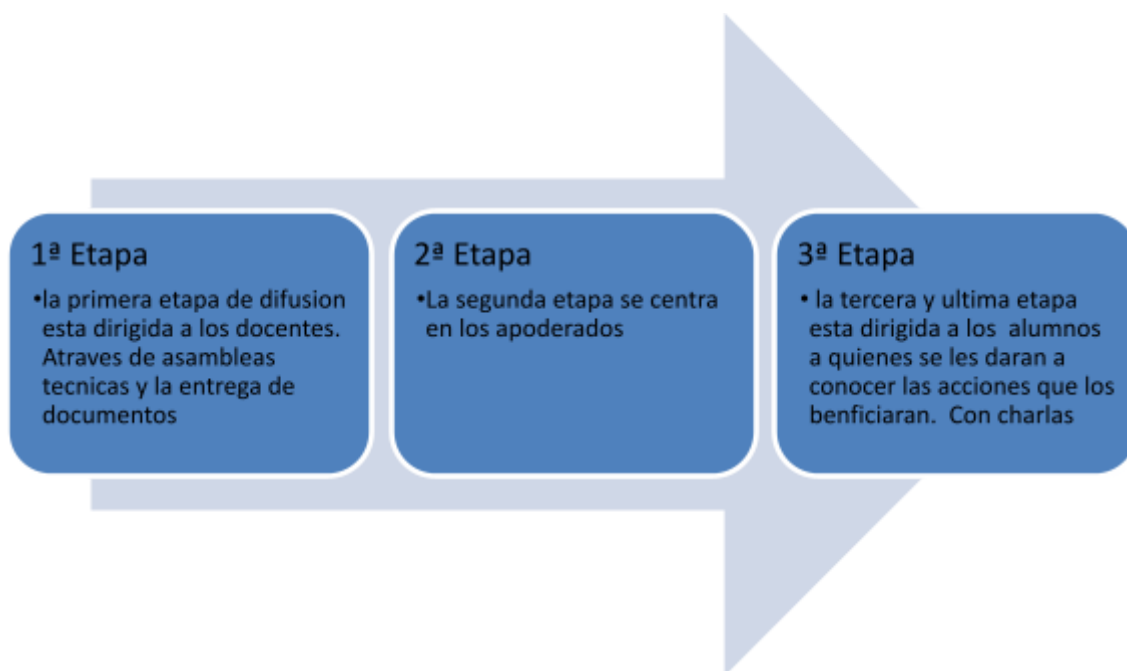 1ª Etapa
•la primera etapa de difusion
esta dirigida a los docentes.
Atraves de asambleas
tecnicas y la entrega de
documentos
2ª Etapa
•La segunda etapa se centra
en los apoderados
3ª Etapa
• la tercera y ultima etapa
esta dirigida a los alumnos
a quienes se les daran a
conocer las acciones que los
benficiaran. Con charlas